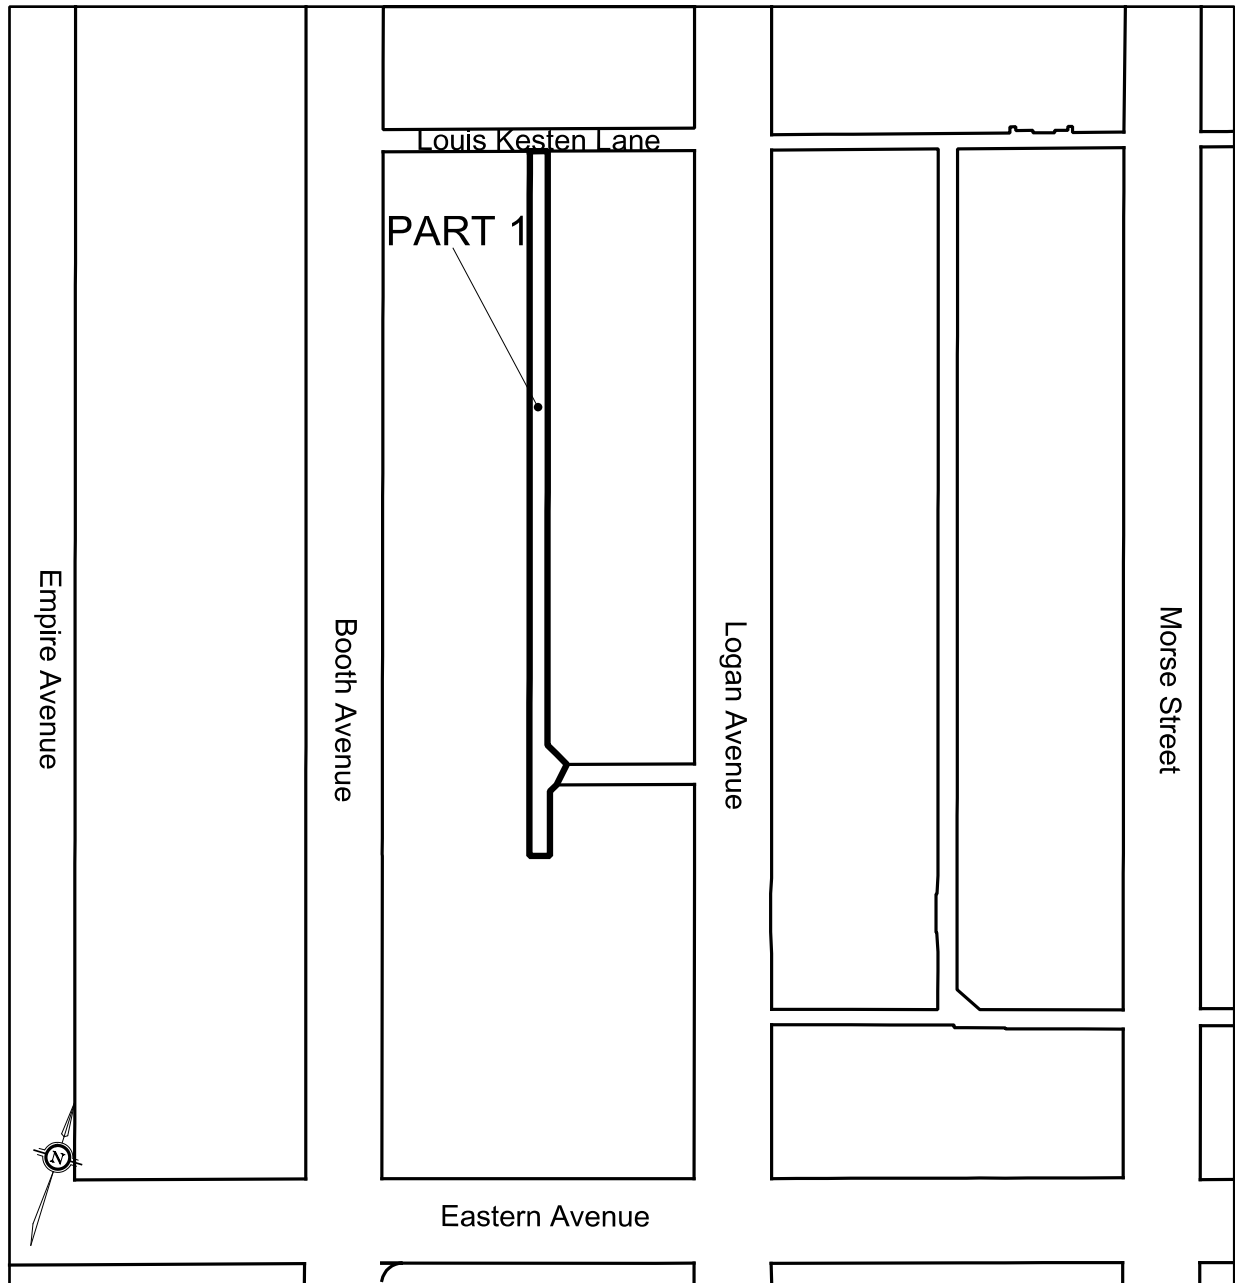 Louis Kesten Lane
PART 1
Empire Avenue
Booth Avenue
Logan Avenue
Morse Street
N
Eastern Avenue